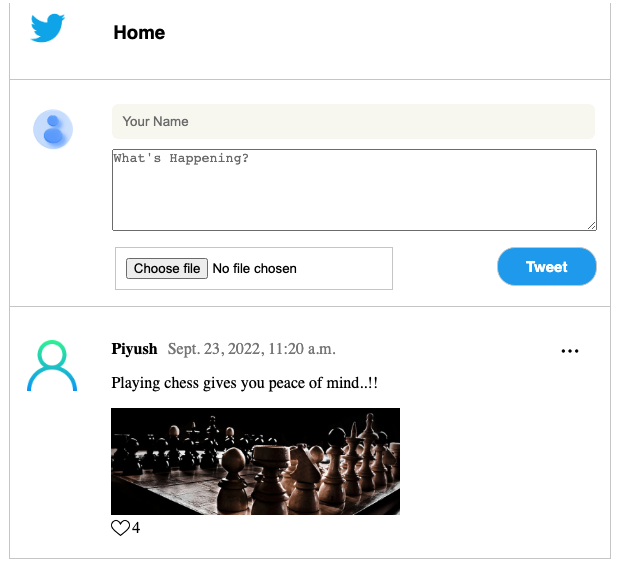 Home
Your Name
What's Happening?
Choose file No file chosen
Tweet
Piyush Sept. 23, 2022, 11:20 a.m.
Playing chess gives you peace of mind..!!
4